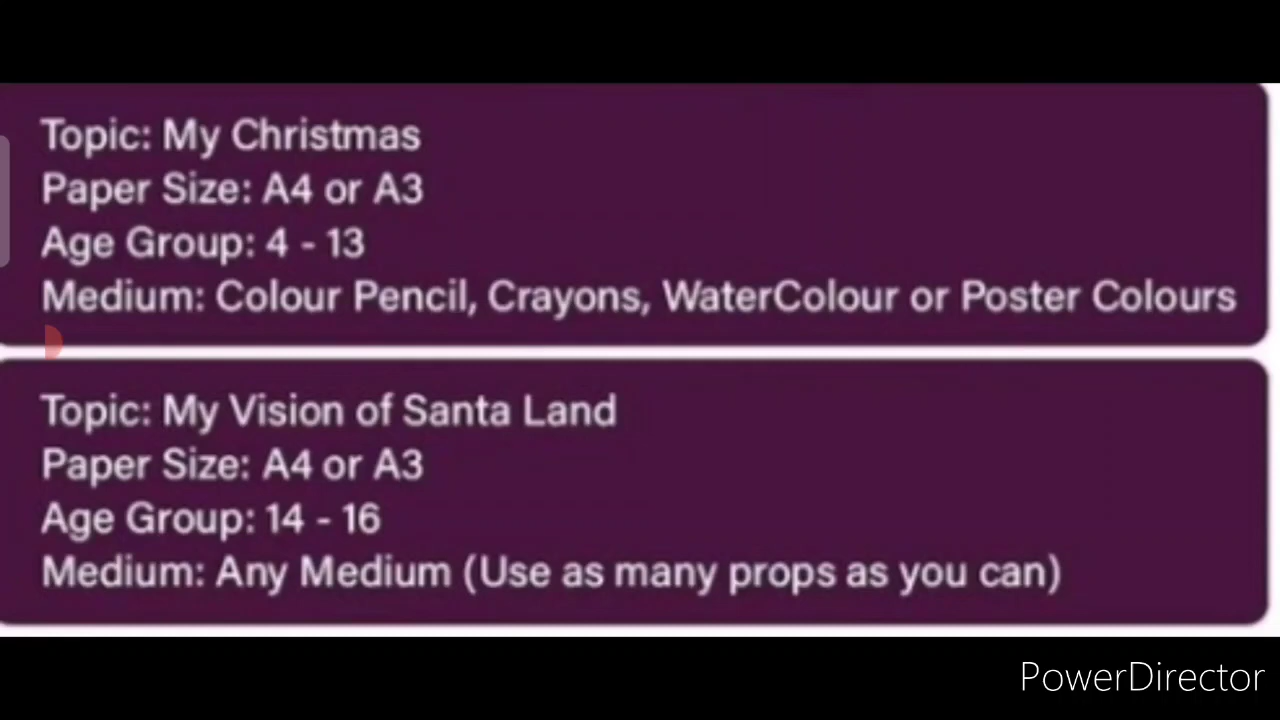 Topic: My Christmas
Paper Size: A4 or A3
Age Group: 4 - 13
Medium: Colour Pencil, Crayons, WaterColour or Poster Colours
Topic: My Vision of Santa Land
Paper Size: A4 or A3
Age Group: 14 - 16
Medium: Any Medium (Use as many props as you can)
PowerDirector